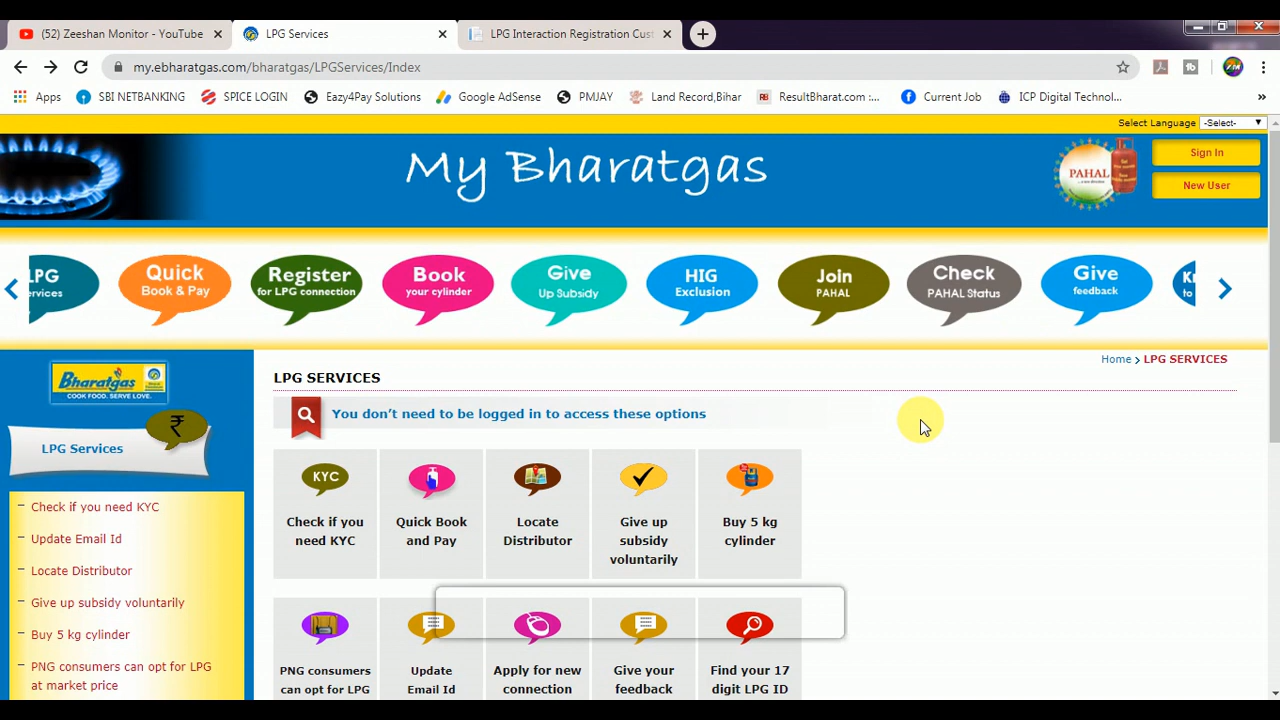 (52) Zeeshan Monitor - YouTube
LPG Services
LPG Intection Registration Cust
my.ebharatgas.com/bharatgas/LPGServices/Index
Apps
SBI NETBANKING
SPICE LOGIN
Eazy4Pay Solutions
Google AdSense
PMJAY
Land Record,Bihar
ResultBharat.com :...
Current Job
ICP Digital Technol...
Select Language -Select-
My Bharatgas
PAHAL
Sign In
New User
LPG
ervices
Quick
Book & Pay
Register
for LPG connection
Book
your cylinder
Give
Up Subsidy
HIG
Exclusion
Join
PAHAL
Check
PAHAL Status
Give
feedback
Kn
to
Home > LPG SERVICES
Bharatgas
COOK FOOD. SERVE LOVE.
₹
LPG Services
Check if you need KYC
Update Email Id
Locate Distributor
Give up subsidy voluntarily
Buy 5 kg cylinder
PNG consumers can opt for LPG
at market price
LPG SERVICES
You don't need to be logged in to access these options
KYC
Check if you
need KYC
Quick Book
and Pay
Locate
Distributor
Give up
subsidy
voluntarily
Buy 5 kg
cylinder
PNG consumers
can opt for LPG
Update
Email Id
Apply for new
connection
Give your
feedback
Find your 17
digit LPG ID